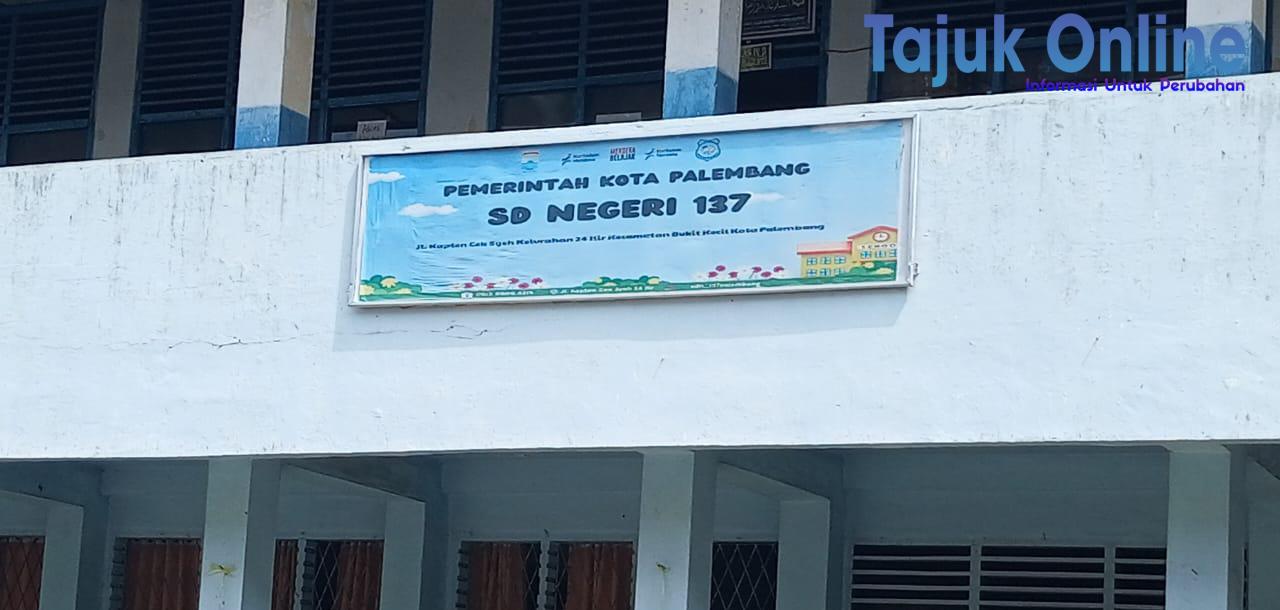 Tajuk Online
Informasi Untuk Perubahan
MERDEKA
BELAJAR
PEMERINTAH KOTA PALEMBANG
SD NEGERI 137
Jl. Kapten Cek Syeh Kelurahan 24 Ilir Kecamatan Bukit Kecil Kota Palembang
SCHOOL